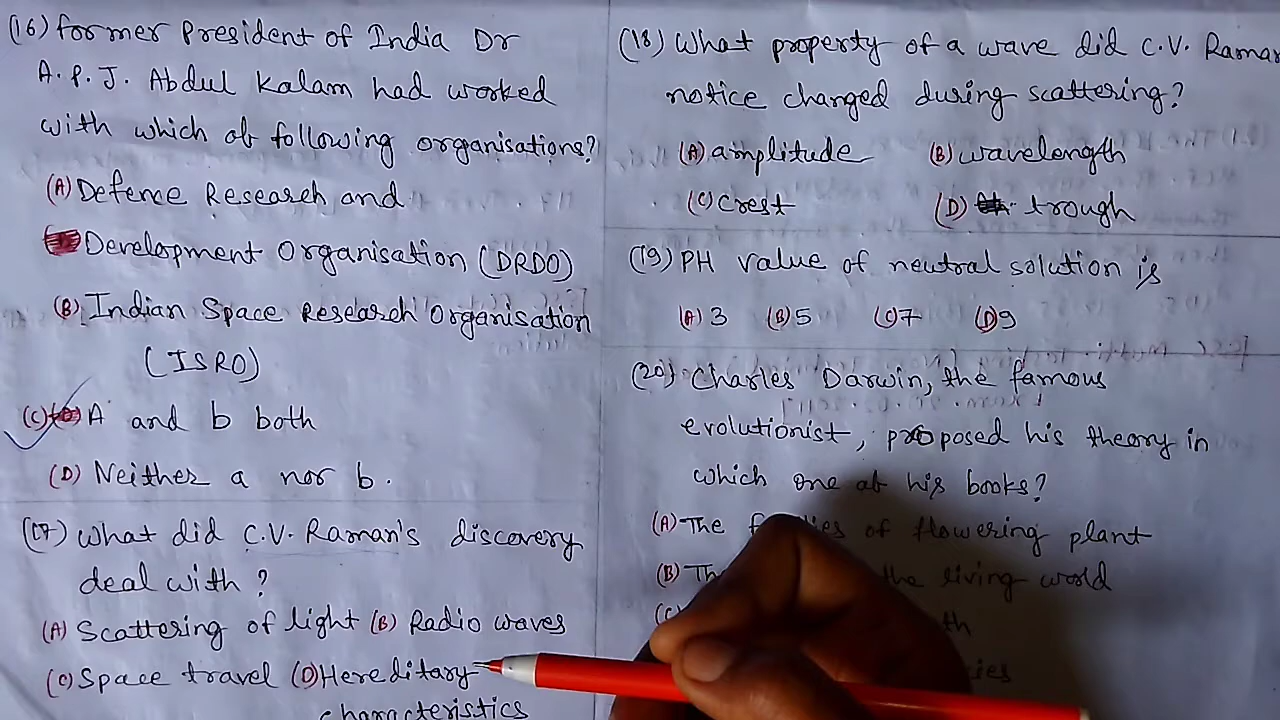 (16) former President of India Dr
A.P.J. Abdul Kalam had worked
with which of following organisations?
(A) Defence Research and
Development Organisation (DRDO)
(B) Indian Space Research Organisation
(ISRO)
(C) A and b both
(D) Neither a nor b.
(17) What did C.V. Raman's discovery
deal with?
(A) Scattering of light (B) Radio waves
(C) Space travel (D) Hereditary
characteristics
(18) What property of a wave did C.V. Raman
notice changed during scattering?
(A) amplitude (B) wavelength
(C) Crest (D) trough
(19) PH value of neutral solution is
(A) 3 (B) 5 (C) 7 (D) 9
(20) Charles Darwin, the famous
evolutionist, proposed his theory in
which one of his books?
(A) The of flowering plant
(B) the living world
(C)